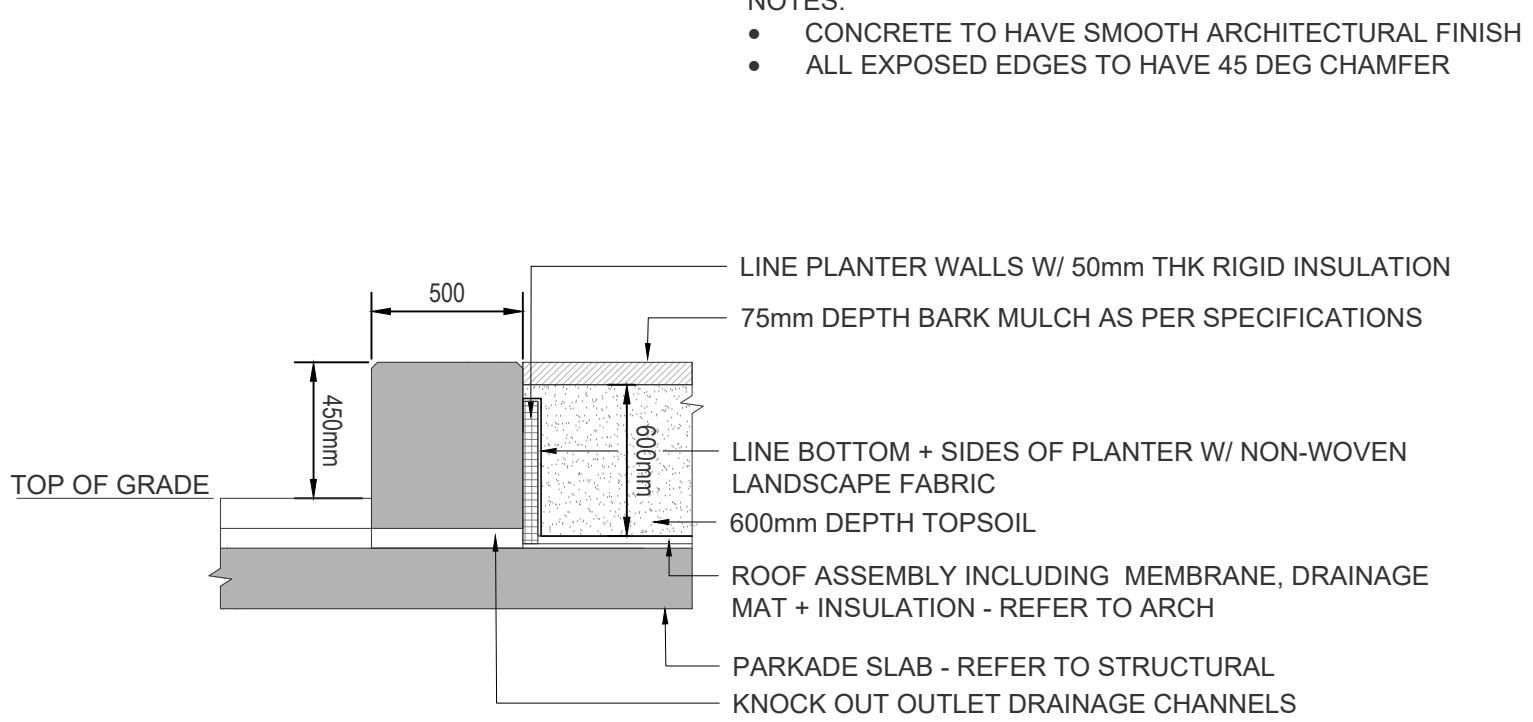 NOTES:
• CONCRETE TO HAVE SMOOTH ARCHITECTURAL FINISH
• ALL EXPOSED EDGES TO HAVE 45 DEG CHAMFER
LINE PLANTER WALLS W/ 50mm THK RIGID INSULATION
500
75mm DEPTH BARK MULCH AS PER SPECIFICATIONS
450mm
600mm
LINE BOTTOM + SIDES OF PLANTER W/ NON-WOVEN
LANDSCAPE FABRIC
TOP OF GRADE
600mm DEPTH TOPSOIL
ROOF ASSEMBLY INCLUDING MEMBRANE, DRAINAGE
MAT + INSULATION - REFER TO ARCH
PARKADE SLAB - REFER TO STRUCTURAL
KNOCK OUT OUTLET DRAINAGE CHANNELS